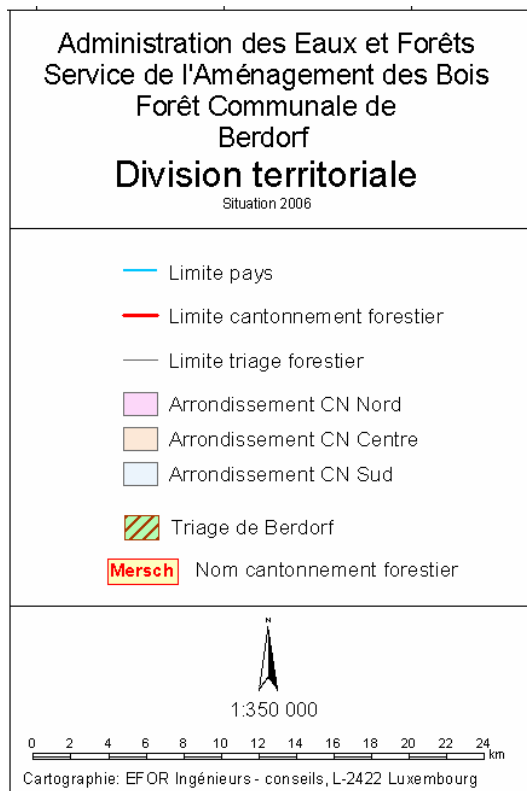 Administration des Eaux et Forêts
Service de l'Aménagement des Bois
Forêt Communale de
Berdorf
Division territoriale
Situation 2006
Limite pays
Limite cantonnement forestier
Limite triage forestier
Arrondissement CN Nord
Arrondissement CN Centre
Arrondissement CN Sud
Triage de Berdorf
Mersch Nom cantonnement forestier
N
1:350 000
0 2 4 6 8 10 12 14 16 18 20 22 24
km
Cartographie: EFOR Ingénieurs - conseils, L-2422 Luxembourg